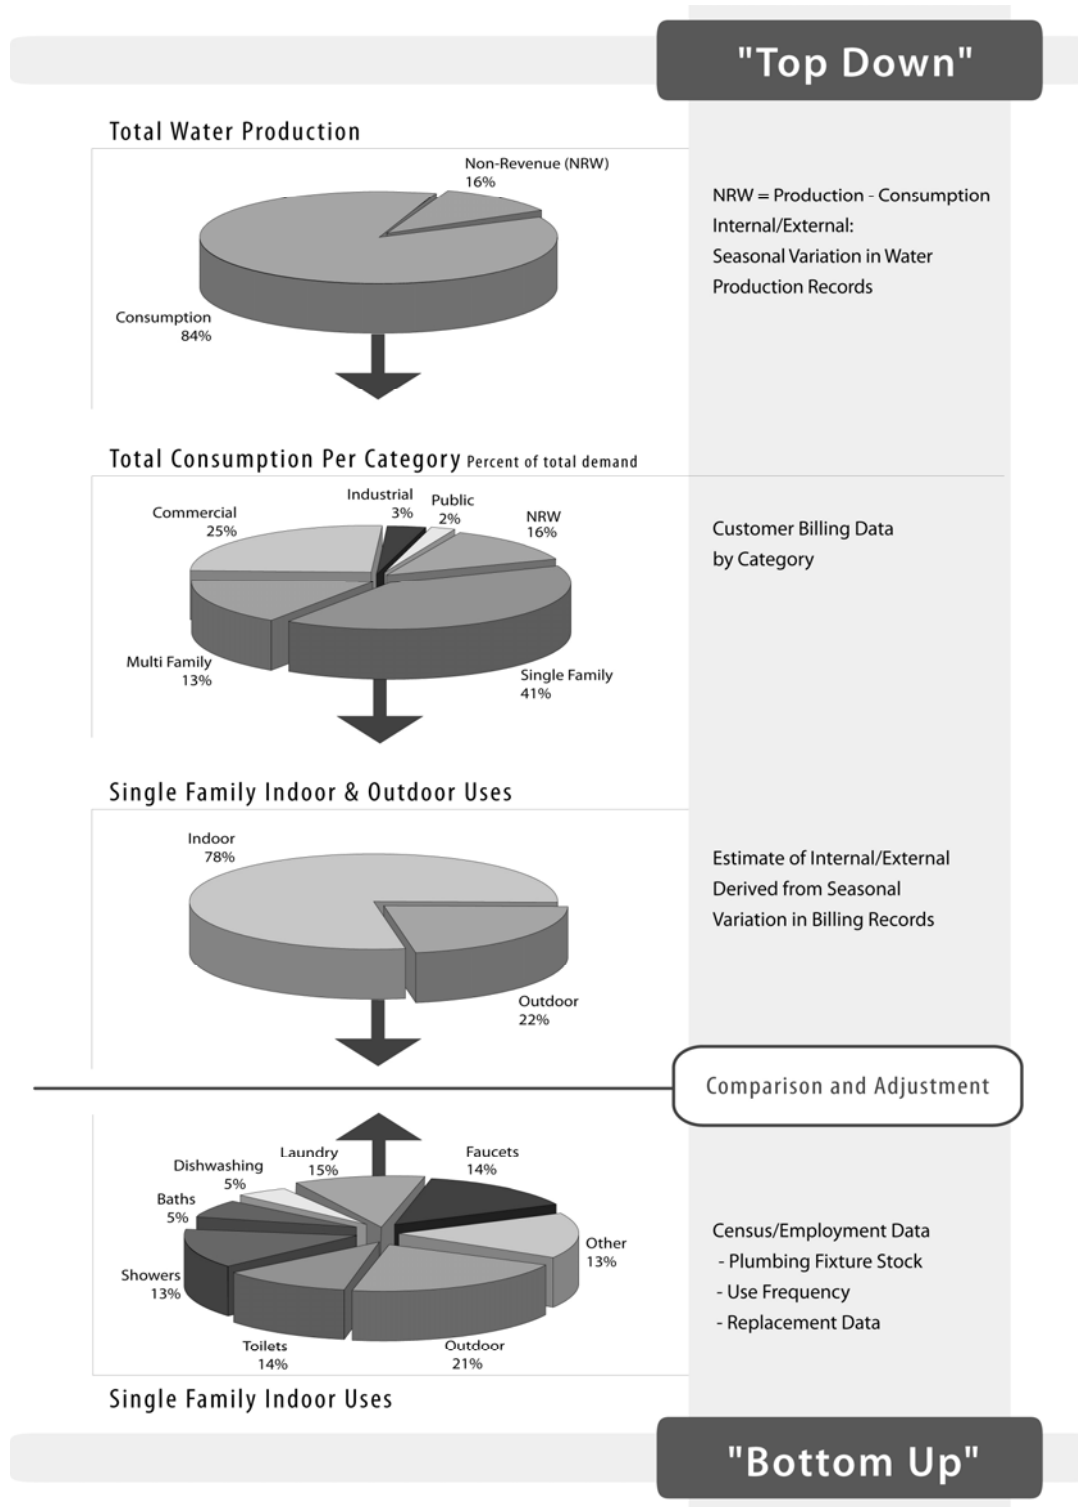 "Top Down"
Total Water Production
Non-Revenue (NRW)
16%
Consumption
84%
NRW = Production - Consumption
Internal/External:
Seasonal Variation in Water
Production Records
Total Consumption Per Category Percent of total demand
Commercial
25%
Industrial
3%
Public
2%
NRW
16%
Multi Family
13%
Single Family
41%
Customer Billing Data
by Category
Single Family Indoor & Outdoor Uses
Indoor
78%
Outdoor
22%
Estimate of Internal/External
Derived from Seasonal
Variation in Billing Records
Comparison and Adjustment
Laundry
15%
Faucets
14%
Dishwashing
5%
Baths
5%
Other
13%
Showers
13%
Toilets
14%
Outdoor
21%
Census/Employment Data
- Plumbing Fixture Stock
- Use Frequency
- Replacement Data
Single Family Indoor Uses
"Bottom Up"